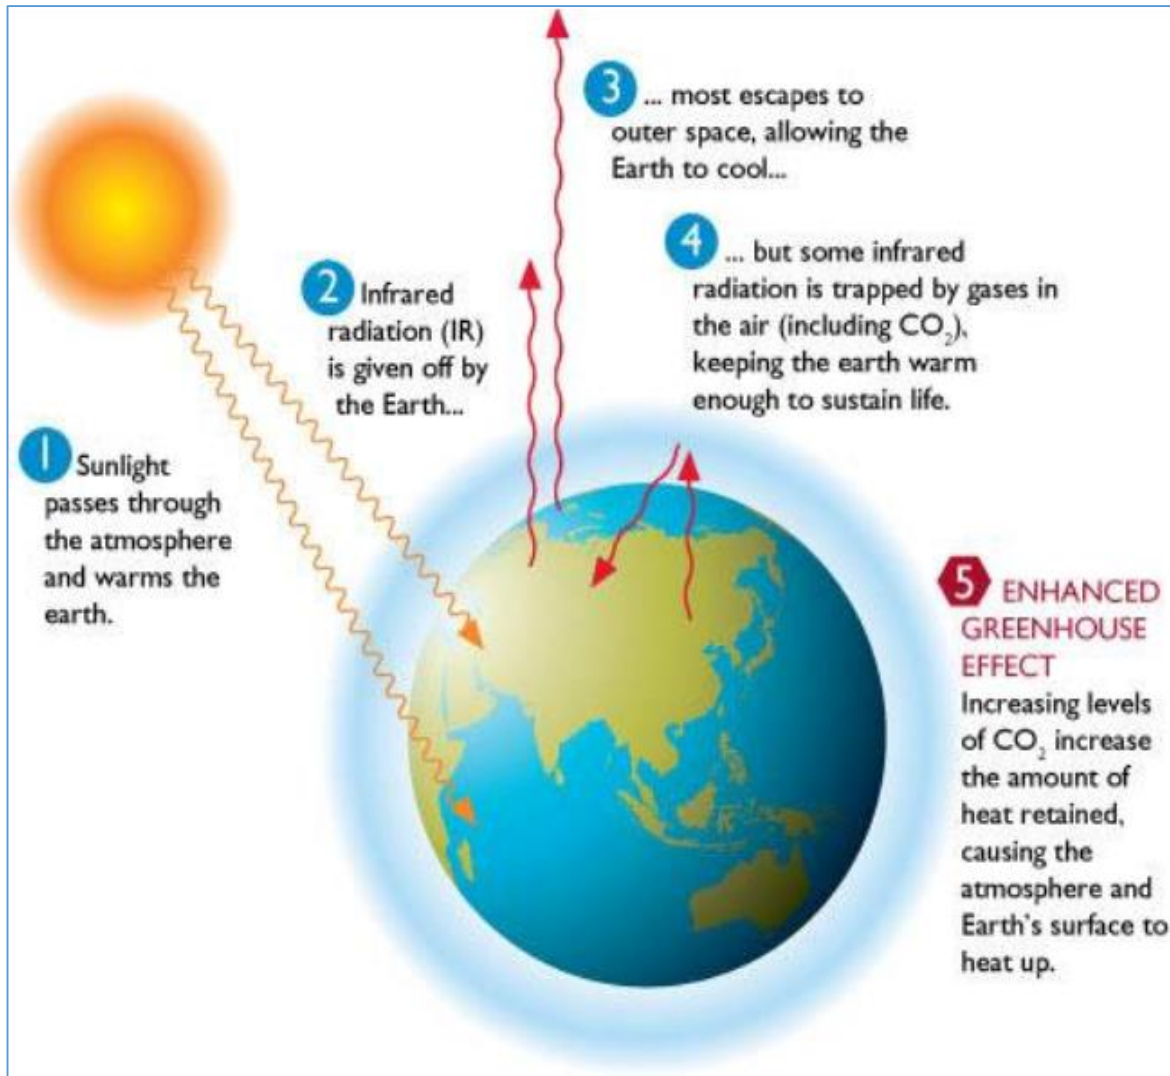 3 ... most escapes to
outer space, allowing the
Earth to cool...
4 ... but some infrared
radiation is trapped by gases in
the air (including CO₂),
keeping the earth warm
enough to sustain life.
2 Infrared
radiation (IR)
is given off by
the Earth...
1 Sunlight
passes through
the atmosphere
and warms the
earth.
5 ENHANCED
GREENHOUSE
EFFECT
Increasing levels
of CO₂ increase
the amount of
heat retained,
causing the
atmosphere and
Earth's surface to
heat up.